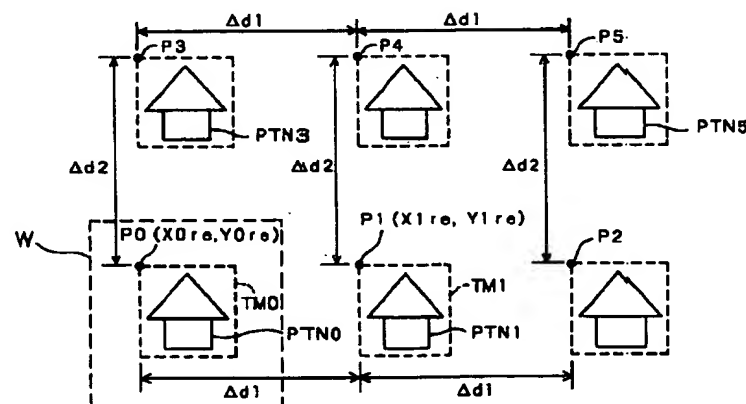 Δd1 Δd1
P3 P4 P5
PTN3 PTN5
Δd2 Δd2 Δd2
W P0 (X0re, Y0re) P1 (X1re, Y1re) P2
TM0 TM1
PTN0 PTN1
Δd1 Δd1